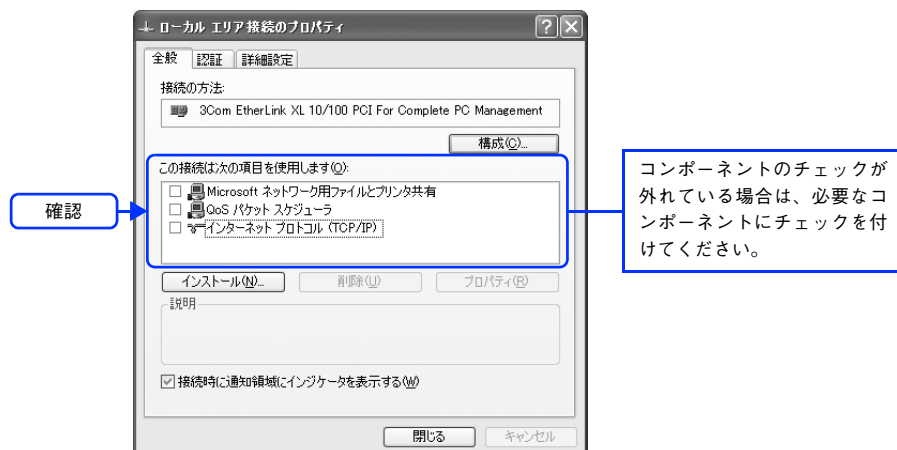 ローカル エリア接続のプロパティ
全般
認証
詳細設定
接続の方法:
3Com EtherLink XL 10/100 PCI For Complete PC Management
構成(C)...
この接続は次の項目を使用します(O):
Microsoft ネットワーク用ファイルとプリンタ共有
QoS パケット スケジューラ
インターネット プロトコル (TCP/IP)
確認
コンポーネントのチェックが
外れている場合は、必要なコ
ンポーネントにチェックを付
けてください。
インストール(N)...
削除(U)
プロパティ(R)
説明
接続時に通知領域にインジケータを表示する(W)
閉じる
キャンセル